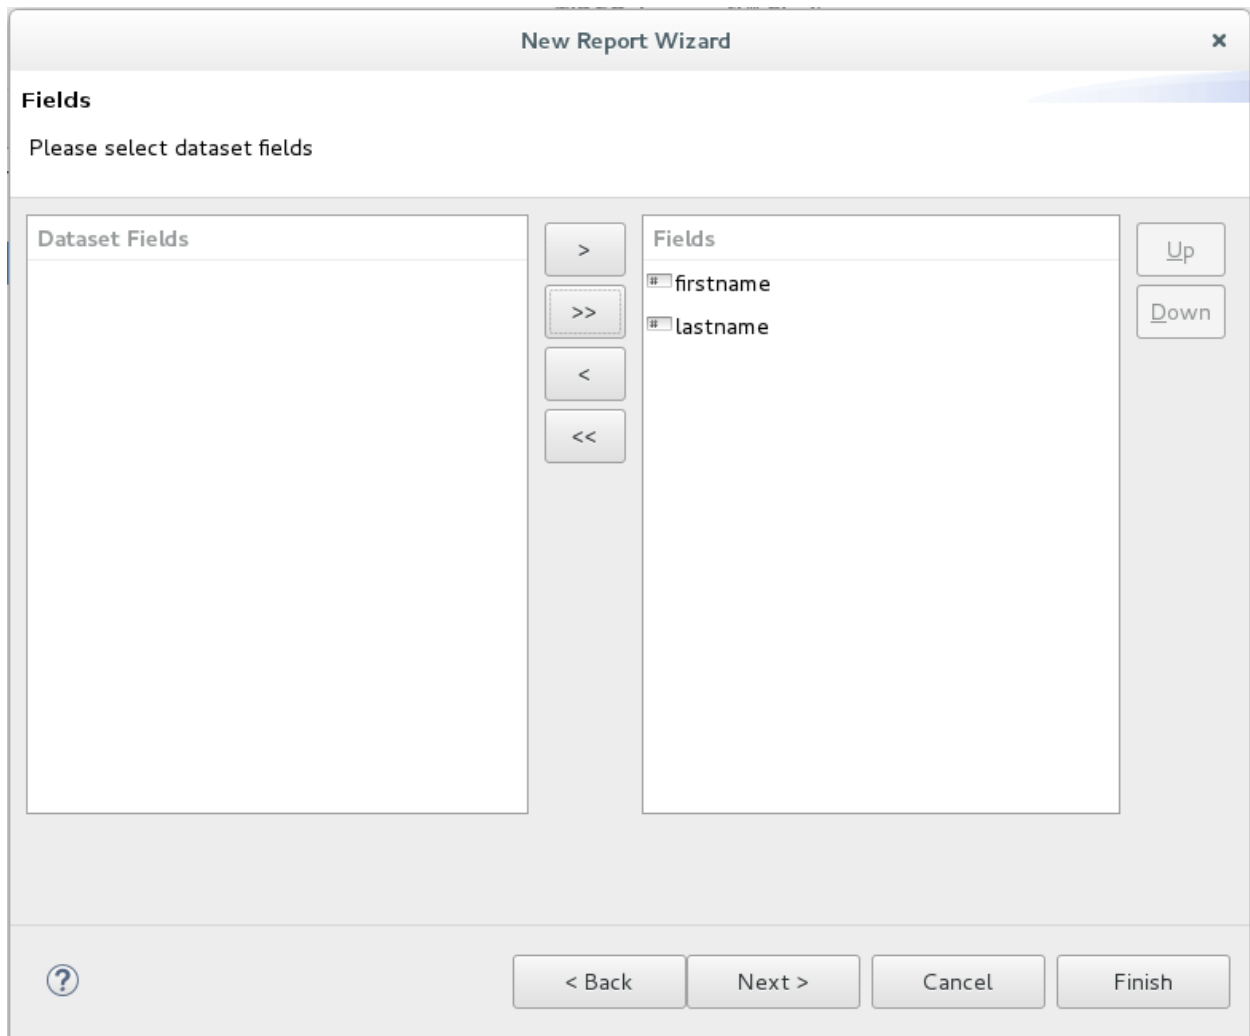 New Report Wizard
Fields
Please select dataset fields
Dataset Fields
>
>>
<
<<
Fields
firstname
lastname
Up
Down
?
< Back
Next >
Cancel
Finish